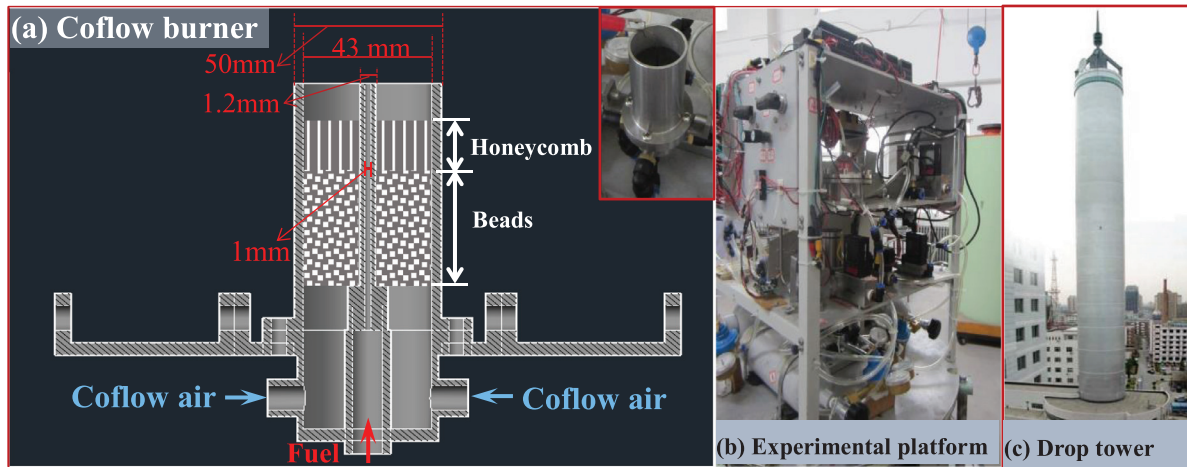 (a) Coflow burner
50mm
43 mm
1.2mm
Honeycomb
Beads
1mm
Coflow air
Coflow air
Fuel
(b) Experimental platform
(c) Drop tower